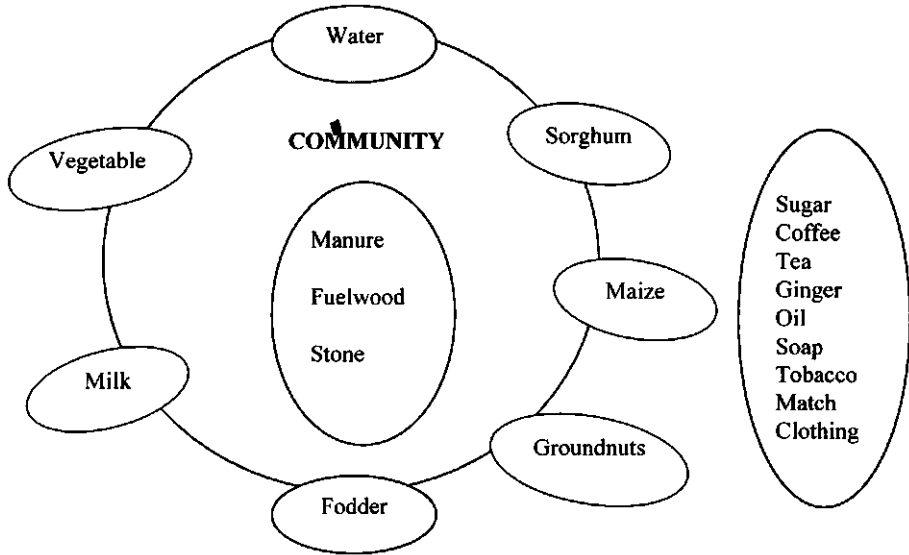 Water
COMMUNITY
Sorghum
Vegetable
Manure
Fuelwood
Stone
Maize
Milk
Groundnuts
Fodder
Sugar
Coffee
Tea
Ginger
Oil
Soap
Tobacco
Match
Clothing